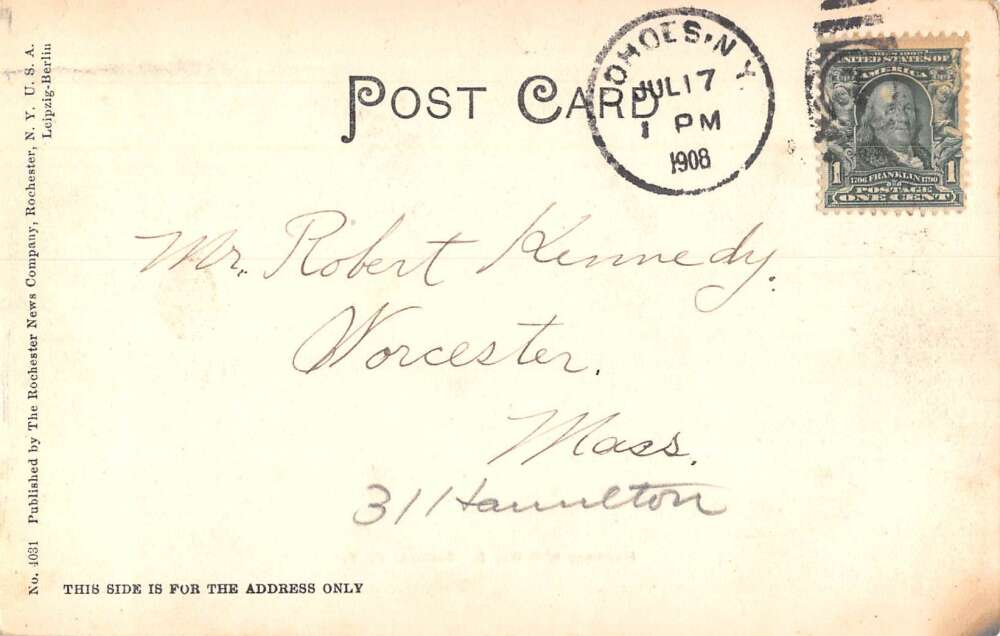 POST CARD
COHOES, N.Y.
JUL 17
1 PM
1908
UNITED STATES OF
AMERICA
1 1706 FRANKLIN 1790 1
POSTAGE
ONE CENT
Mr. Robert Kennedy.
Worcester.
Mass.
311 Hamilton
THIS SIDE IS FOR THE ADDRESS ONLY
No. 4031 Published by The Rochester News Company, Rochester, N. Y. U. S. A.
Leipzig-Berlin